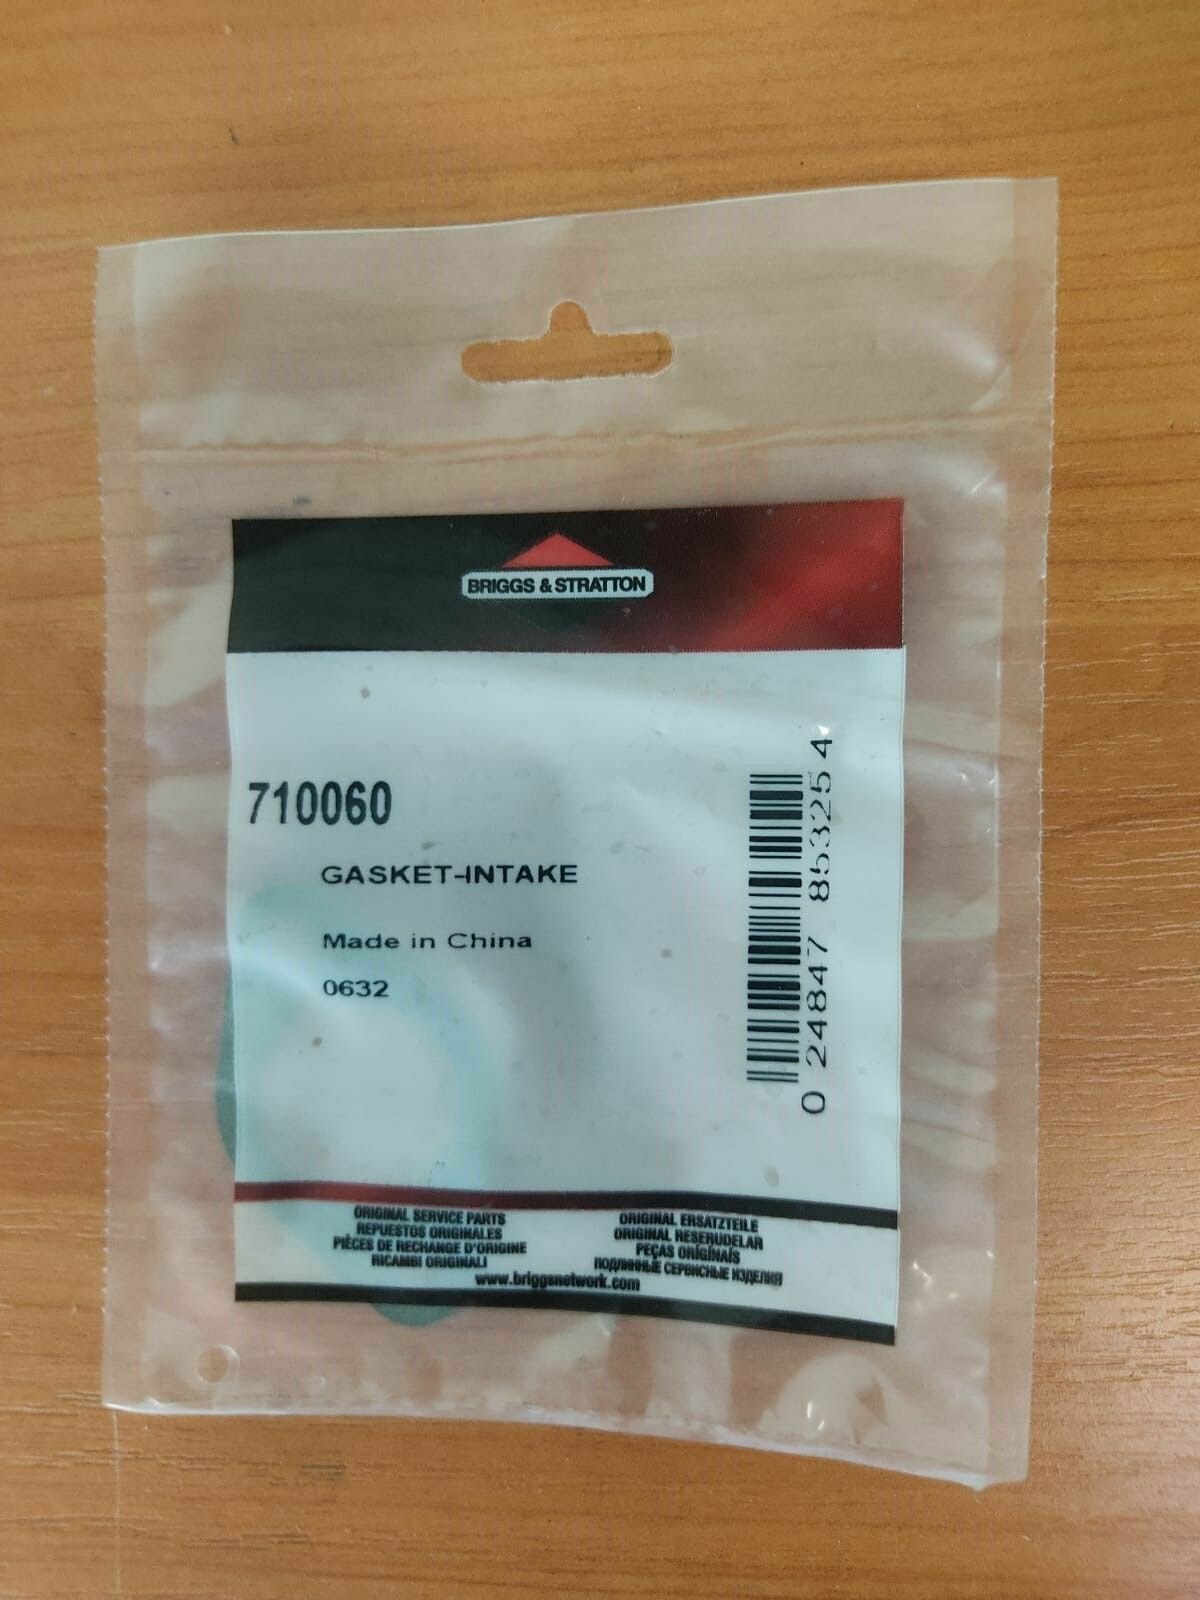 BRIGGS & STRATTON
710060
GASKET-INTAKE
Made in China
0632
0 24847 85325 4
ORIGINAL SERVICE PARTS
REPUESTOS ORIGINALES
PIÈCES DE RECHANGE D'ORIGINE
RICAMBI ORIGINALI
ORIGINAL ERSATZTEILE
ORIGINAL RESERUDELAR
PEÇAS ORIGINAIS
ПОДЛИННЫЕ СЕРВИСНЫЕ ИЗДЕЛИЯ
www.briggsnetwork.com